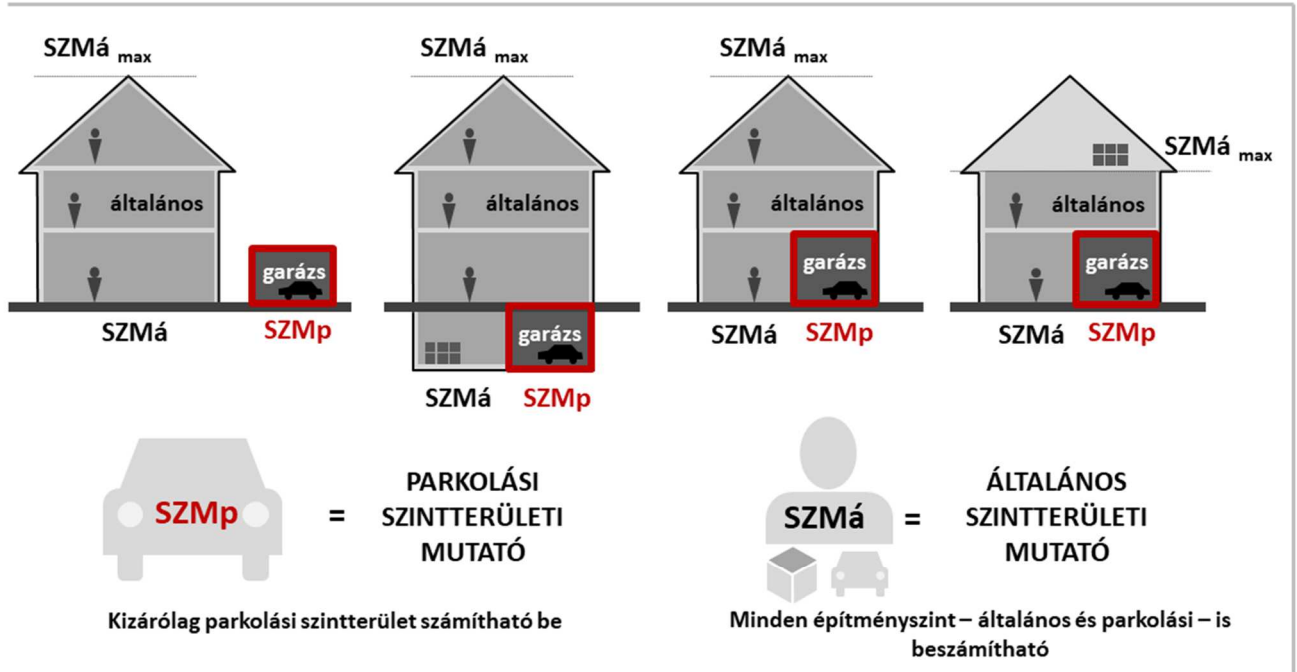 SZMá max
SZMá max
SZMá max
SZMá max
általános
általános
általános
általános
garázs
garázs
garázs
garázs
SZMá
SZMp
SZMá
SZMp
SZMá
SZMp
SZMá
SZMp
SZMp
=
PARKOLÁSI
SZINTTERÜLETI
MUTATÓ
Kizárólag parkolási szintterület számítható be
SZMá
=
ÁLTALÁNOS
SZINTTERÜLETI
MUTATÓ
Minden építményszint – általános és parkolási – is
beszámítható